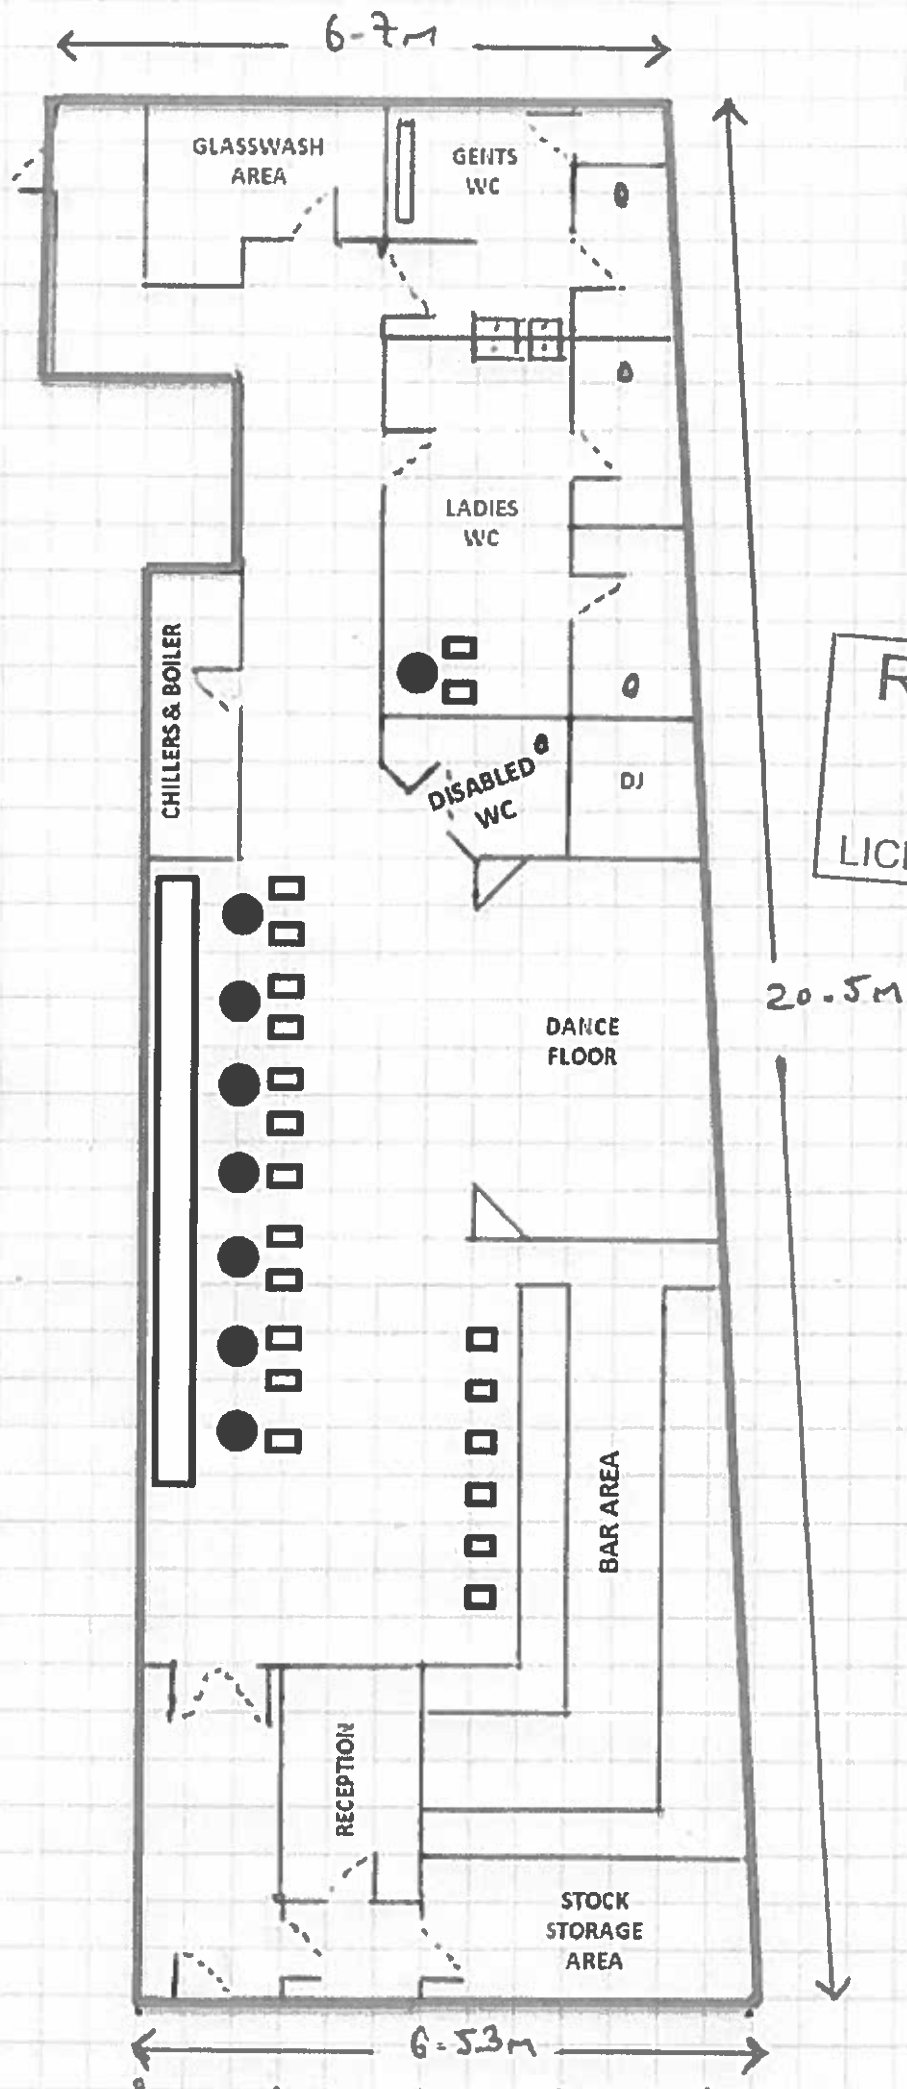 6.7m
GLASSWASH
AREA
GENTS
WC
LADIES
WC
CHILLERS & BOILER
DISABLED
WC
DJ
R
LICE
20.5m
DANCE
FLOOR
BAR AREA
RECEPTION
STOCK
STORAGE
AREA
6.53m